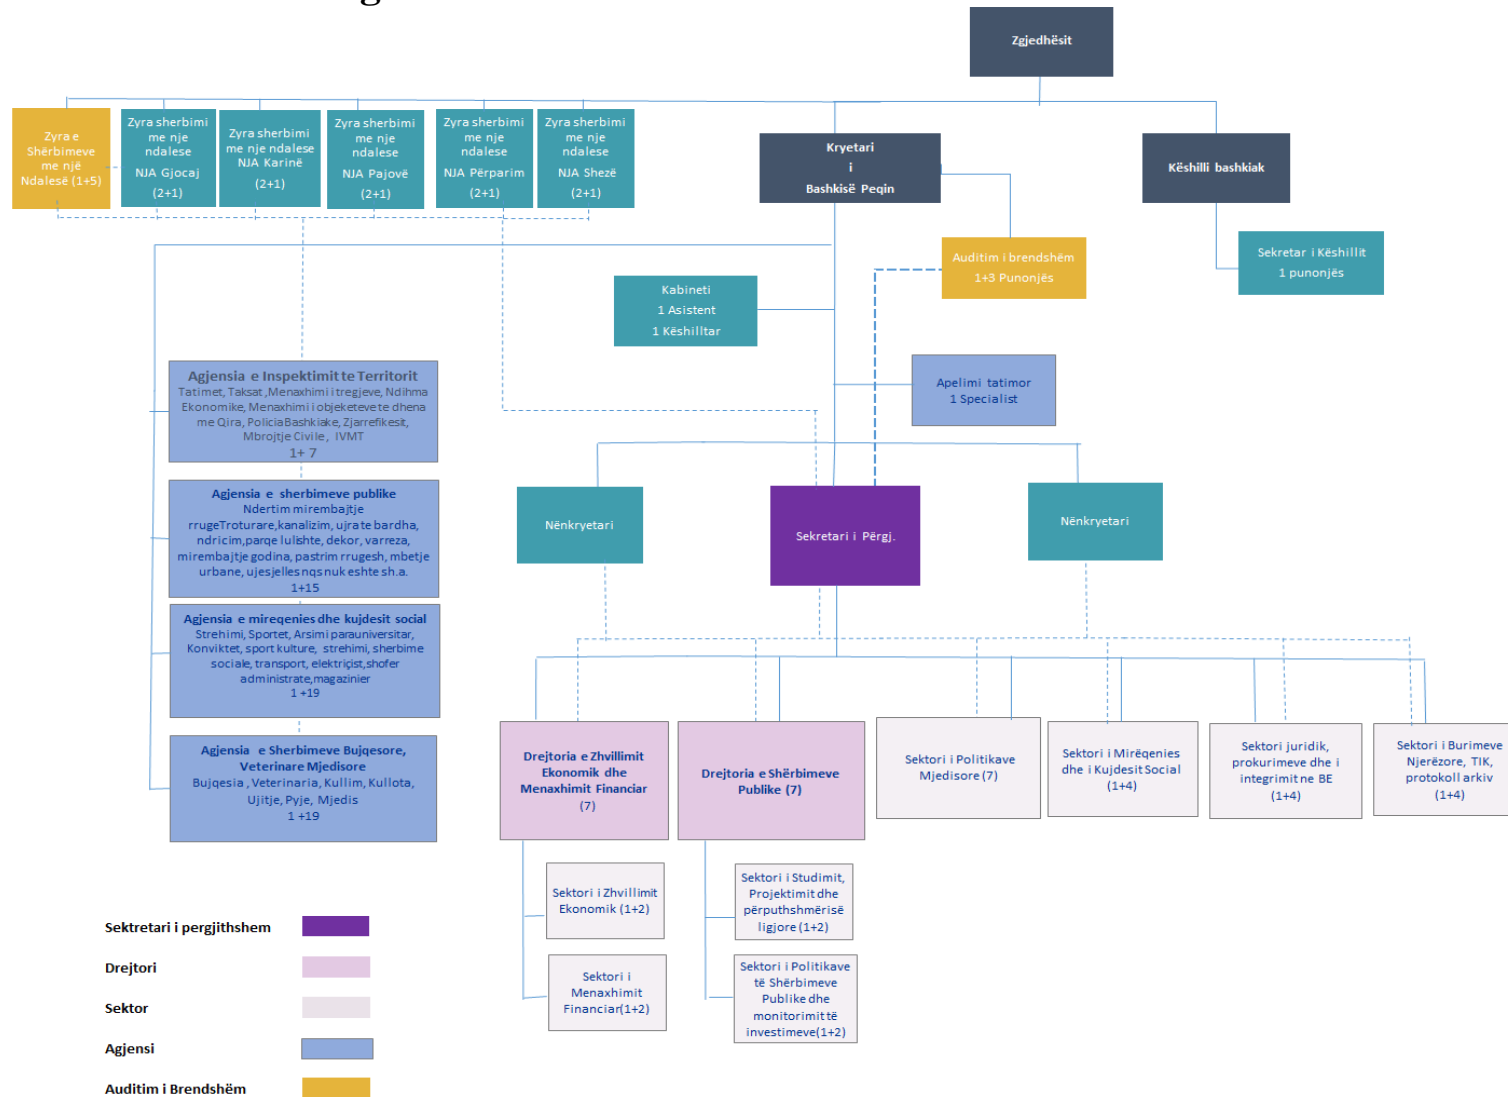 Zgjedhësit
Zyra e
Shërbimeve
me një
Ndalesë (1+5)
Zyra sherbimi
me nje
ndalese
NJA Gjocaj
(2+1)
Zyra sherbimi
me nje ndalese
NJA Karinë
(2+1)
Zyra sherbimi
me nje
ndalese
NJA Pajovë
(2+1)
Zyra sherbimi
me nje
ndalese
NJA Përparim
(2+1)
Zyra sherbimi
me nje
ndalese
NJA Shezë
(2+1)
Kryetari
i
Bashkisë Peqin
Këshilli bashkiak
Auditim i brendshëm
1+3 Punonjës
Sekretar i Këshillit
1 punonjës
Kabineti
1 Asistent
1 Këshilltar
Apelimi tatimor
1 Specialist
Agjensia e Inspektimit te Territorit
Tatimet, Taksat, Menaxhimi i tregjeve, Ndihma
Ekonomike, Menaxhimi i objeketeve te dhena
me Qira, Policia Bashkiake, Zjarrefikesit,
Mbrojtje Civile, IVMT
1+ 7
Agjensia e sherbimeve publike
Ndertim mirembajtje
rrugeTroturare,kanalizim, ujra te bardha,
ndricim,parqe lulishte, dekor, varreza,
mirembajtje godina, pastrim rrugesh, mbetje
urbane, ujesjelles nqs nuk eshte sh.a.
1+15
Agjensia e mireqenies dhe kujdesit social
Strehimi, Sportet, Arsimi parauniversitar,
Konviktet, sport kulture, strehimi, sherbime
sociale, transport, elektriçist,shofer
administrate,magazinier
1 +19
Agjensia e Sherbimeve Bujqesore,
Veterinare Mjedisore
Bujqesia , Veterinaria, Kullim, Kullota,
Ujitje, Pyje, Mjedis
1 +19
Nënkryetari
Sekretari i Përgj.
Nënkryetari
Drejtoria e Zhvillimit
Ekonomik dhe
Menaxhimit Financiar
(7)
Drejtoria e Shërbimeve
Publike (7)
Sektori i Politikave
Mjedisore (7)
Sektori i Mirëqenies
dhe i Kujdesit Social
(1+4)
Sektori juridik,
prokurimeve dhe i
integrimit ne BE
(1+4)
Sektori i Burimeve
Njerëzore, TIK,
protokoll arkiv
(1+4)
Sektori i Zhvillimit
Ekonomik (1+2)
Sektori i
Menaxhimit
Financiar(1+2)
Sektori i Studimit,
Projektimit dhe
përputhshmërisë
ligjore (1+2)
Sektori i Politikave
të Shërbimeve
Publike dhe
monitorimit të
investimeve(1+2)
Sektretari i pergjithshem
Drejtori
Sektor
Agjensi
Auditim i Brendshëm